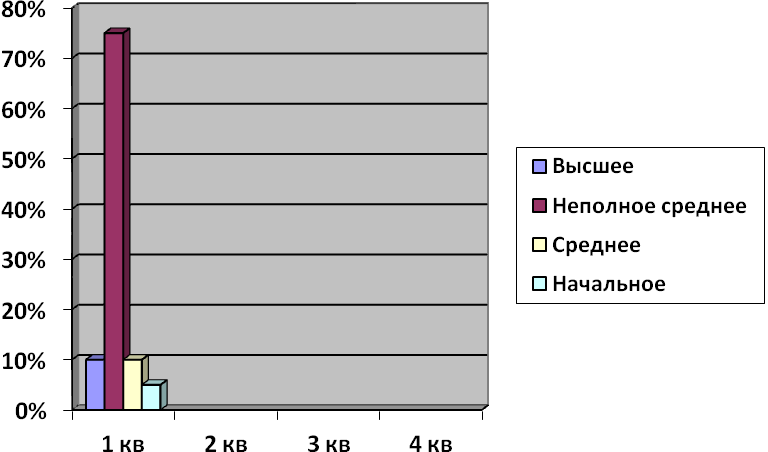 80%
70%
60%
50%
40%
30%
20%
10%
0%
1 кв 2 кв 3 кв 4 кв
Высшее
Неполное среднее
Среднее
Начальное